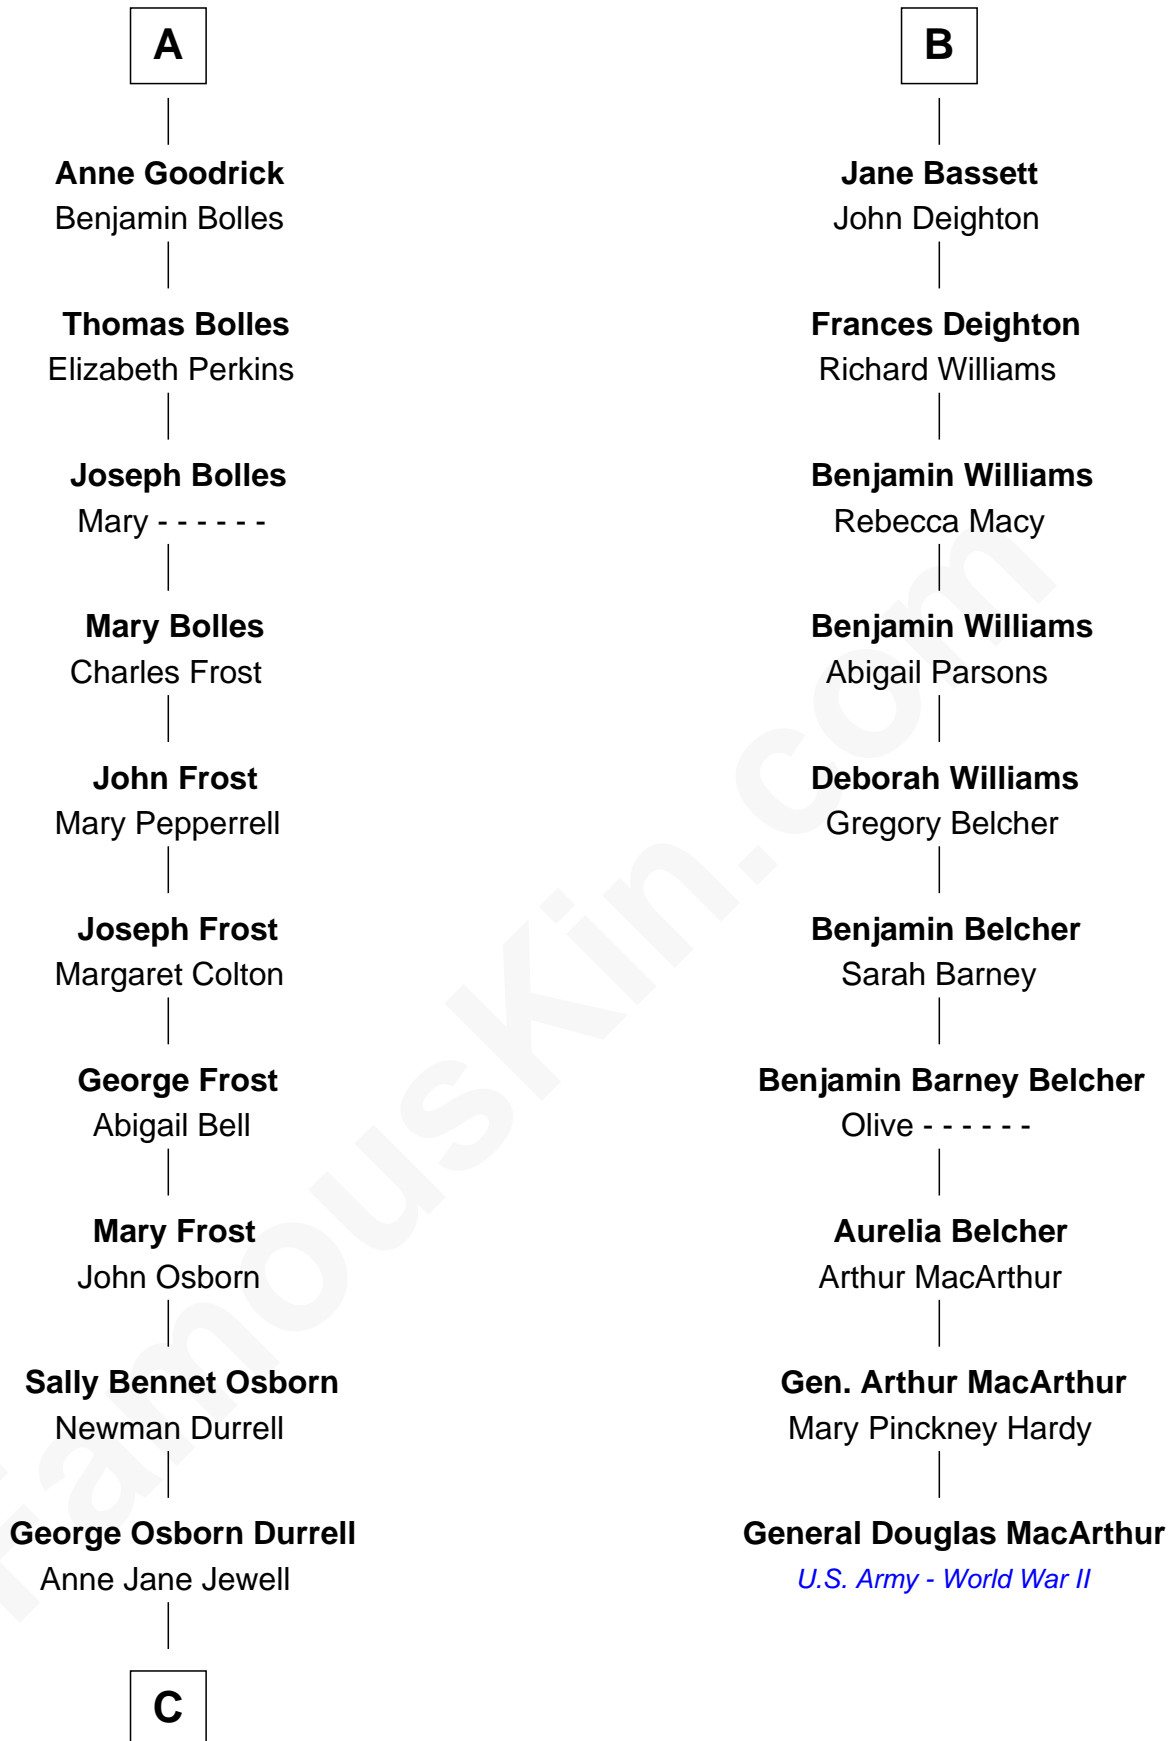 A
Anne Goodrick
Benjamin Bolles
Thomas Bolles
Elizabeth Perkins
Joseph Bolles
Mary - - - - - -
Mary Bolles
Charles Frost
John Frost
Mary Pepperrell
Joseph Frost
Margaret Colton
George Frost
Abigail Bell
Mary Frost
John Osborn
Sally Bennet Osborn
Newman Durrell
George Osborn Durrell
Anne Jane Jewell
C
B
Jane Bassett
John Deighton
Frances Deighton
Richard Williams
Benjamin Williams
Rebecca Macy
Benjamin Williams
Abigail Parsons
Deborah Williams
Gregory Belcher
Benjamin Belcher
Sarah Barney
Benjamin Barney Belcher
Olive - - - - - -
Aurelia Belcher
Arthur MacArthur
Gen. Arthur MacArthur
Mary Pinckney Hardy
General Douglas MacArthur
U.S. Army - World War II
FamousKin.com